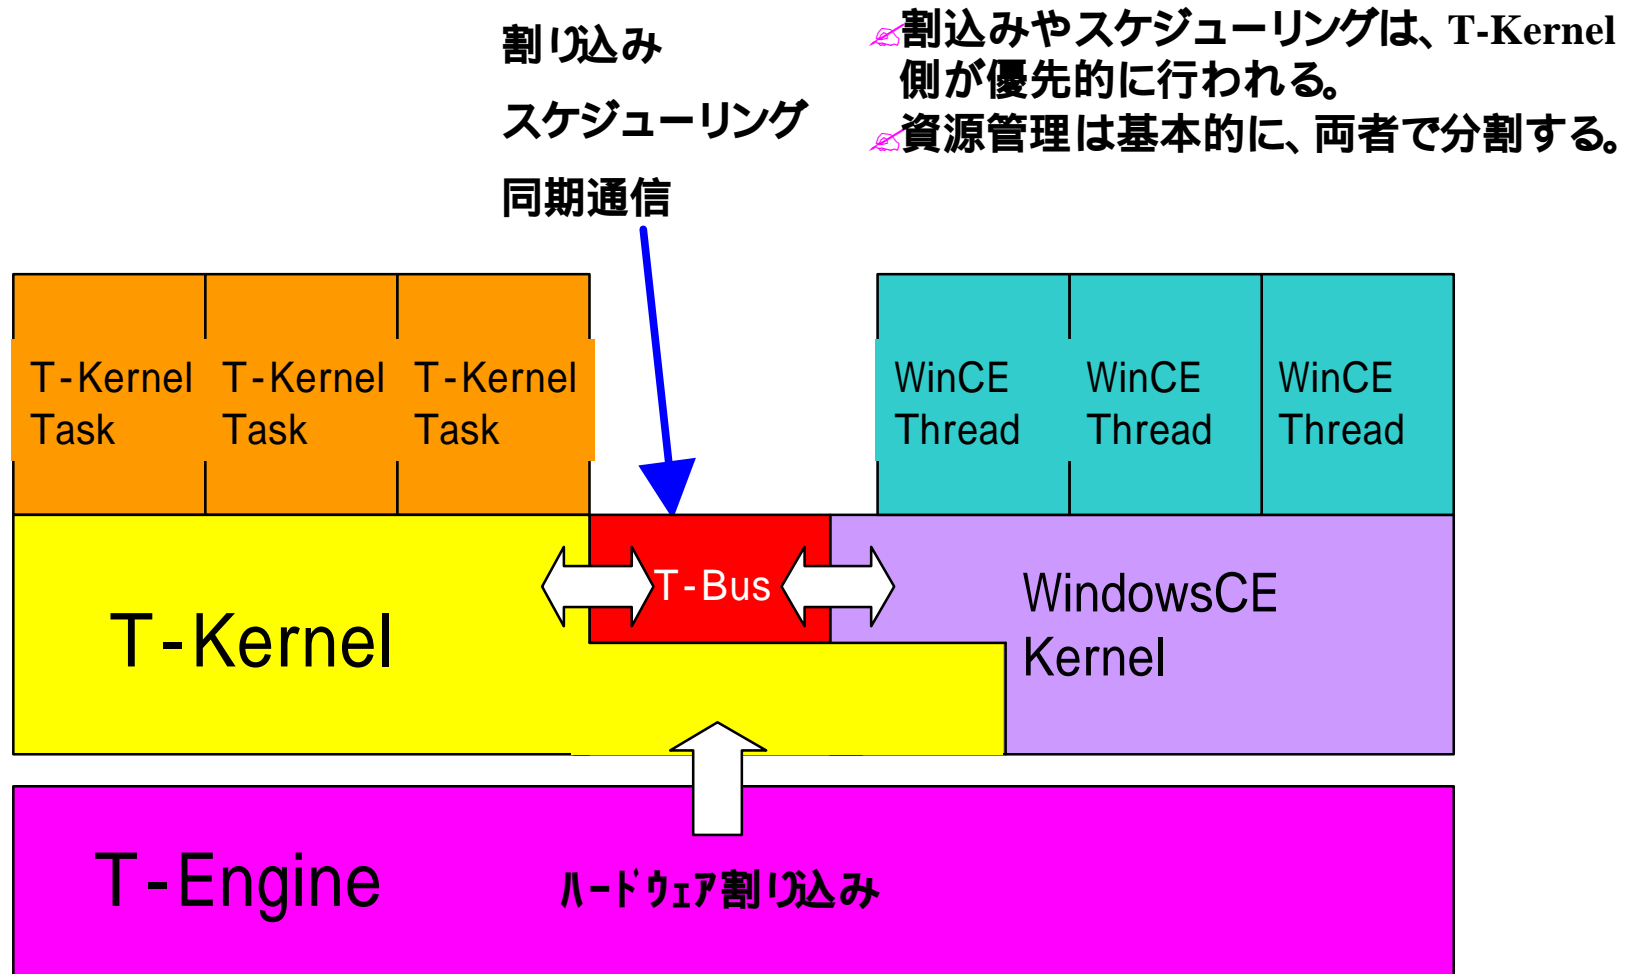 割り込み
スケジューリング
同期通信
割込みやスケジューリングは、T-Kernel
側が優先的に行われる。
資源管理は基本的に、両者で分割する。
T-Kernel Task
T-Kernel Task
T-Kernel Task
WinCE Thread
WinCE Thread
WinCE Thread
T-Kernel
T-Bus
WindowsCE
Kernel
T-Engine
ﾊｰﾄﾞｳｪｱ割り込み